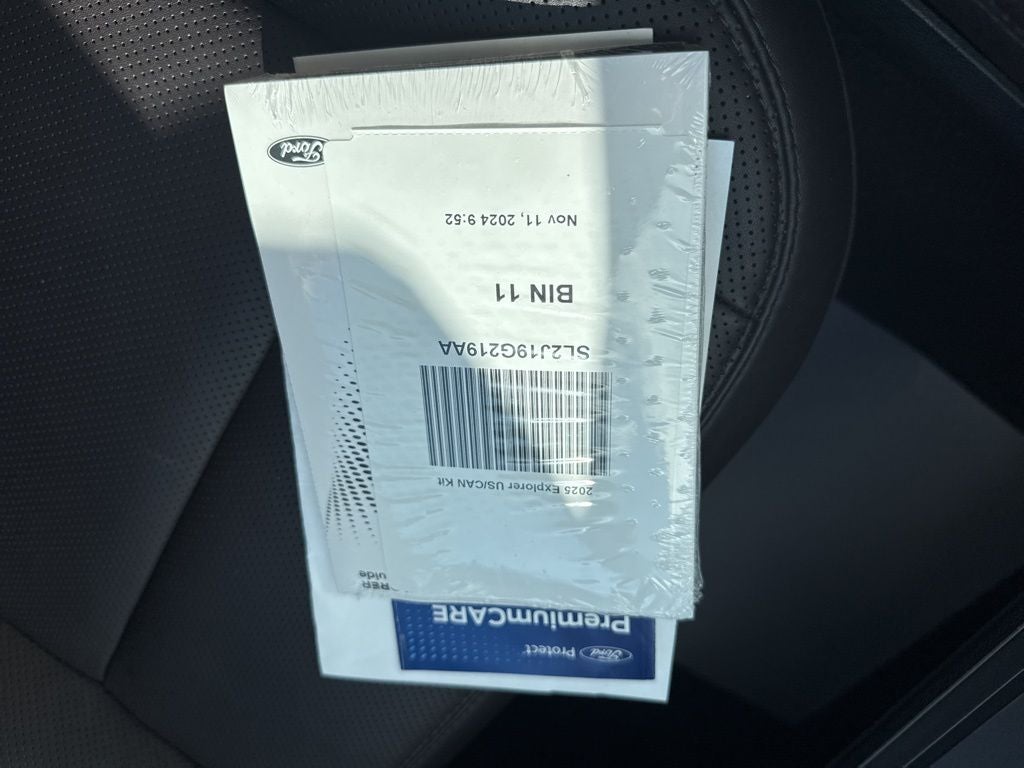 2025 Explorer US/CAN Kit
SL2J19G219AA
BIN 11
Nov 11, 2024 9:52
Ford
Ford Protect
PremiumCARE